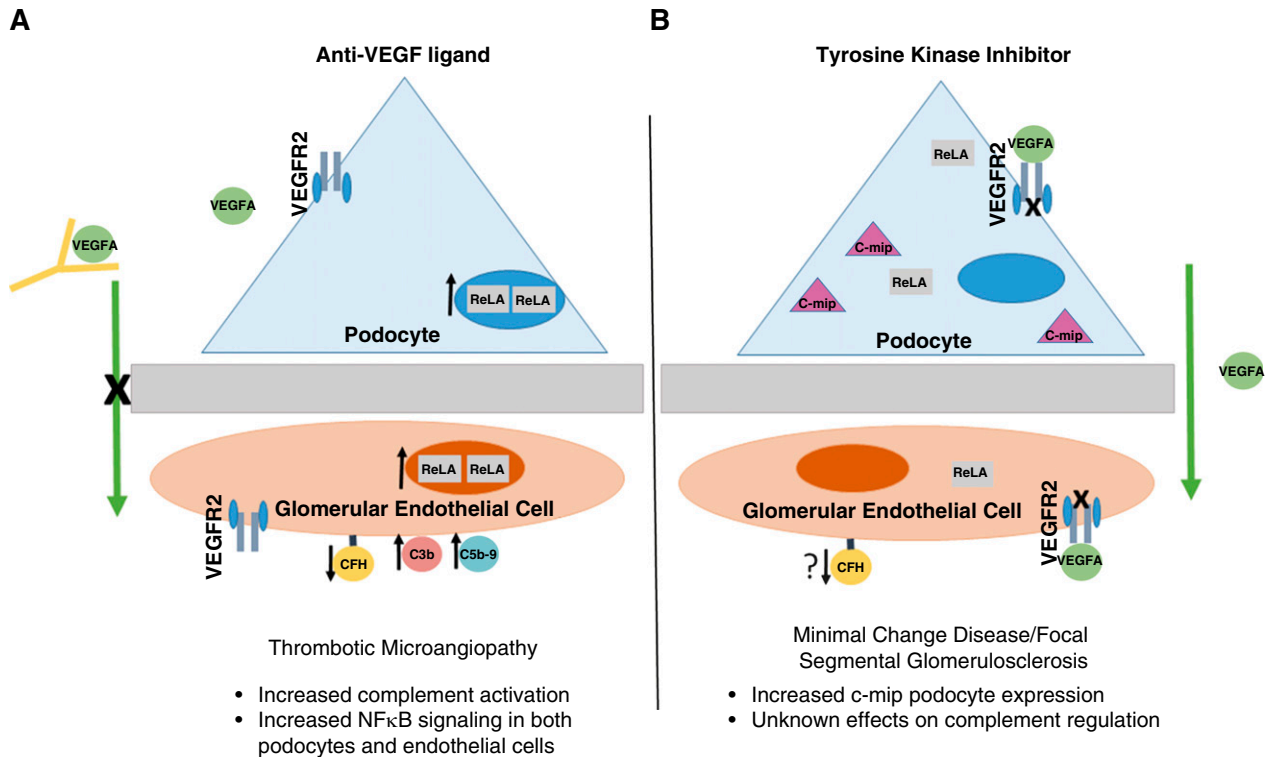 A
Anti-VEGF ligand
VEGFR2
VEGFA
VEGFA
ReLA ReLA
Podocyte
X
ReLA ReLA
Glomerular Endothelial Cell
VEGFR2
CFH
C3b
C5b-9
Thrombotic Microangiopathy
• Increased complement activation
• Increased NFκB signaling in both
podocytes and endothelial cells
B
Tyrosine Kinase Inhibitor
ReLA
VEGFR2
VEGFA
X
C-mip
ReLA
C-mip
C-mip
Podocyte
VEGFA
ReLA
Glomerular Endothelial Cell
VEGFR2
X
VEGFA
? CFH
Minimal Change Disease/Focal
Segmental Glomerulosclerosis
• Increased c-mip podocyte expression
• Unknown effects on complement regulation